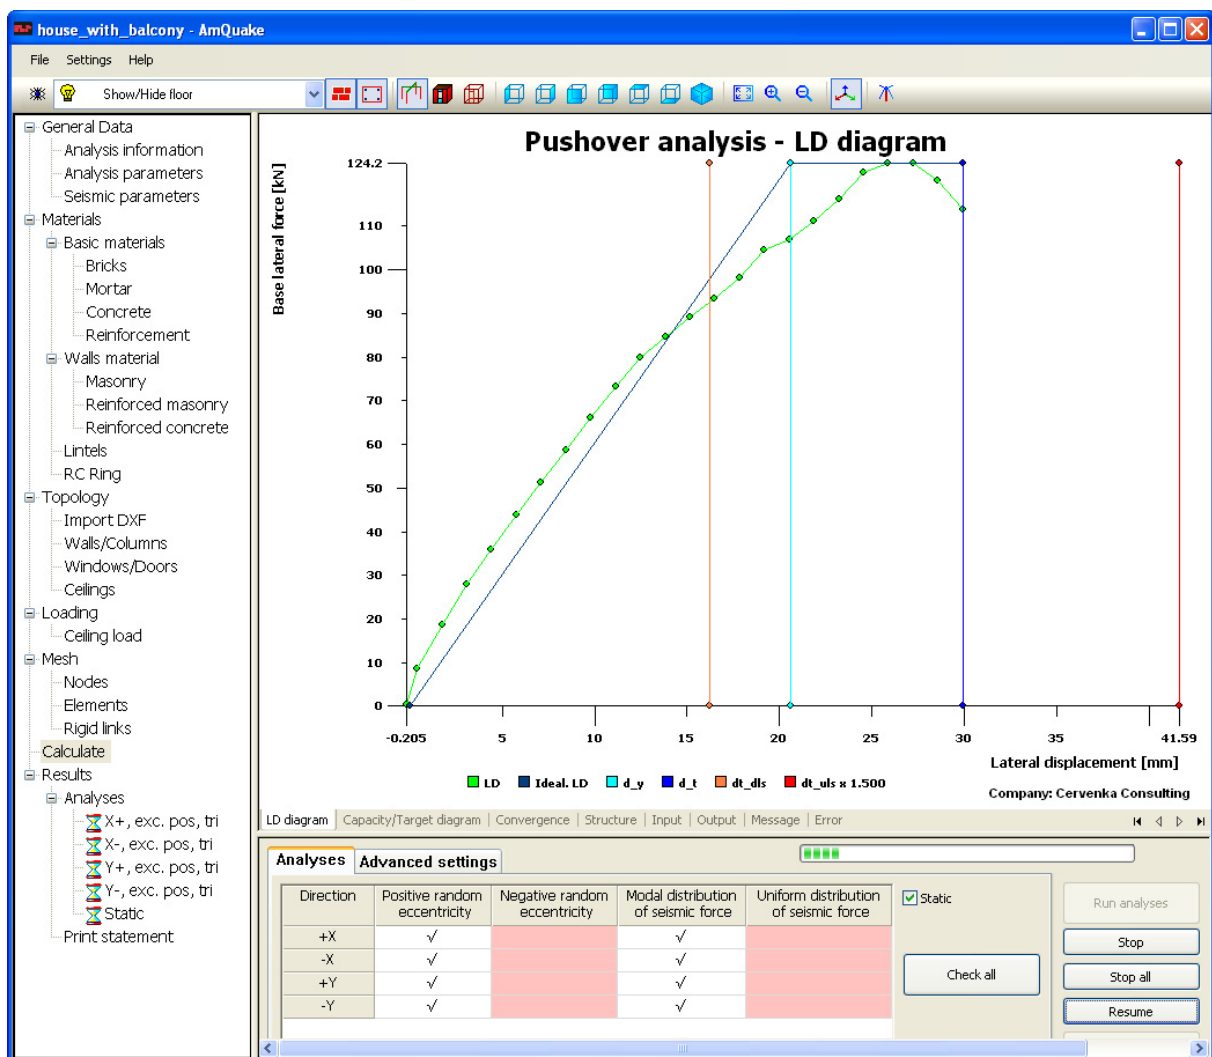 house_with_balcony - AmQuake
File Settings Help
Show/Hide floor
General Data
Analysis information
Analysis parameters
Seismic parameters
Materials
Basic materials
Bricks
Mortar
Concrete
Reinforcement
Walls material
Masonry
Reinforced masonry
Reinforced concrete
Lintels
RC Ring
Topology
Import DXF
Walls/Columns
Windows/Doors
Ceilings
Loading
Ceiling load
Mesh
Nodes
Elements
Rigid links
Calculate
Results
Analyses
X+, exc. pos, tri
X-, exc. pos, tri
Y+, exc. pos, tri
Y-, exc. pos, tri
Static
Print statement
Pushover analysis - LD diagram
Base lateral force [kN]
124.2
110
100
90
80
70
60
50
40
30
20
10
0
-0.205 5 10 15 20 25 30 35 41.59
Lateral displacement [mm]
LD Ideal. LD d_y d_t dt_dls dt_uls x 1.500
Company: Cervenka Consulting
LD diagram Capacity/Target diagram Convergence Structure Input Output Message Error
Analyses Advanced settings
Direction Positive random eccentricity Negative random eccentricity Modal distribution of seismic force Uniform distribution of seismic force
+X √ √
-X √ √
+Y √ √
-Y √ √
Static
Check all
Run analyses
Stop
Stop all
Resume